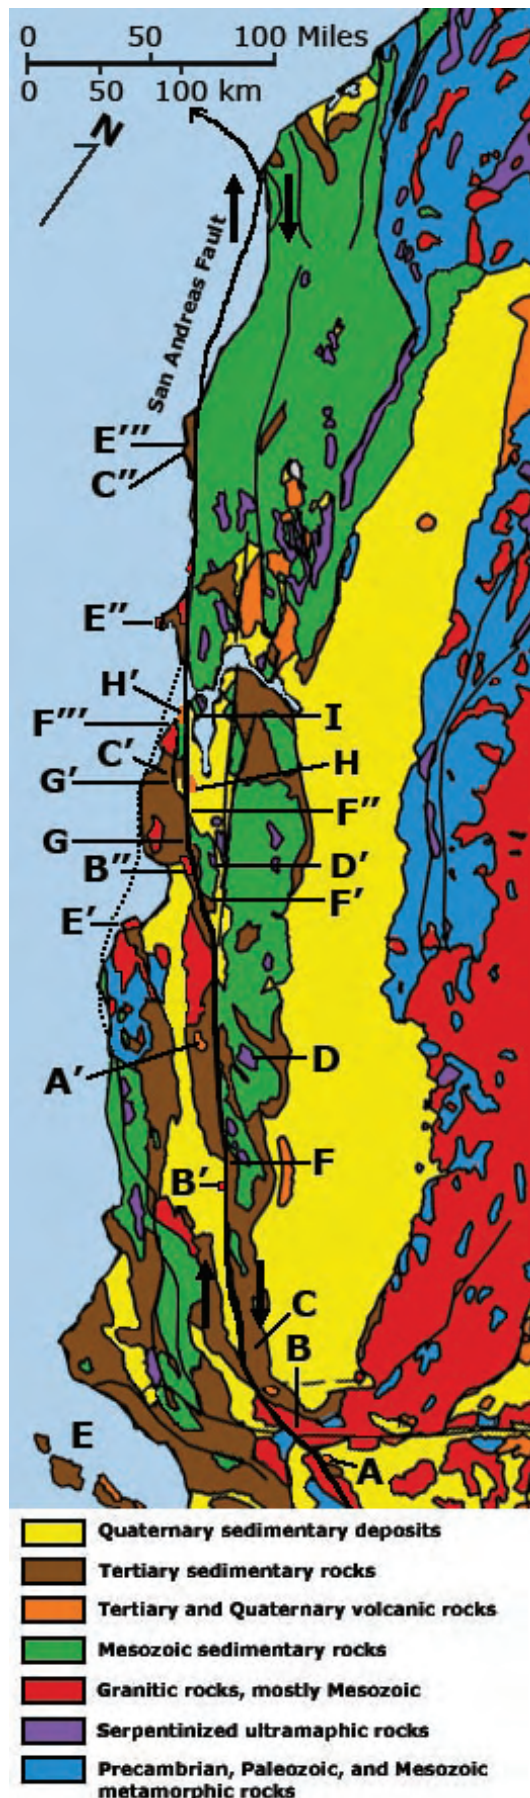 0 50 100 Miles
0 50 100 km
N
San Andreas Fault
E'''
C''
E''
H'
F'''
I
C'
G'
H
F''
G
B''
D'
F'
E'
D
A'
F
B'
C
B
E
A
Quaternary sedimentary deposits
Tertiary sedimentary rocks
Tertiary and Quaternary volcanic rocks
Mesozoic sedimentary rocks
Granitic rocks, mostly Mesozoic
Serpentinized ultramaphic rocks
Precambrian, Paleozoic, and Mesozoic
metamorphic rocks